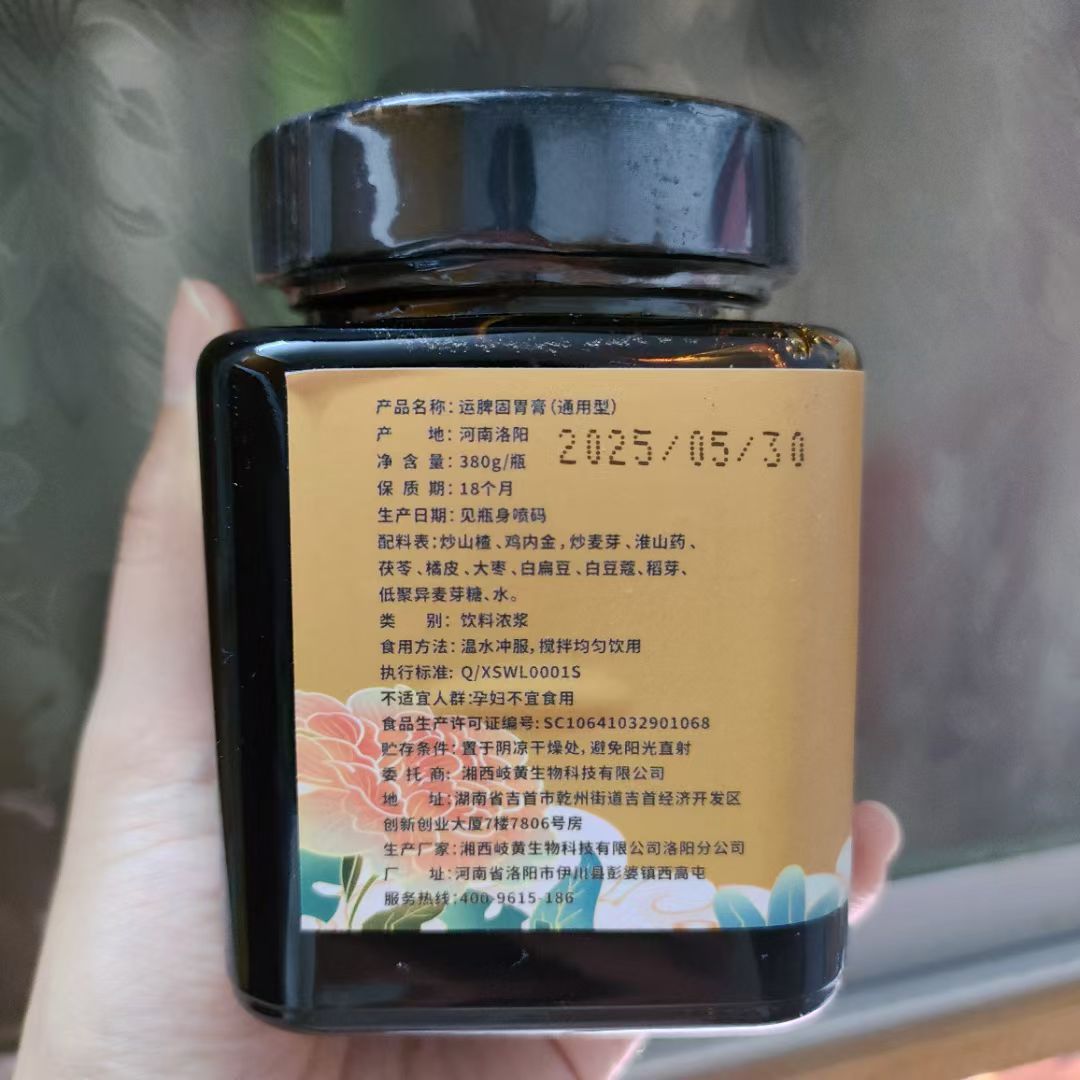 产品名称：运脾固胃膏（通用型）
产 地：河南洛阳
2025/05/30
净 含 量：380g/瓶
保 质 期：18个月
生产日期：见瓶身喷码
配料表：炒山楂、鸡内金，炒麦芽、淮山药、
茯苓、橘皮、大枣、白扁豆、白豆蔻、稻芽、
低聚异麦芽糖、水。
类 别：饮料浓浆
食用方法：温水冲服，搅拌均匀饮用
执行标准：Q/XSWL0001S
不适宜人群：孕妇不宜食用
食品生产许可证编号：SC10641032901068
贮存条件：置于阴凉干燥处，避免阳光直射
委 托 商：湘西岐黄生物科技有限公司
地 址：湖南省吉首市乾州街道吉首经济开发区
创新创业大厦7楼7806号房
生产厂家：湘西岐黄生物科技有限公司洛阳分公司
厂 址：河南省洛阳市伊川县彭婆镇西高屯
服务热线：400-9615-186